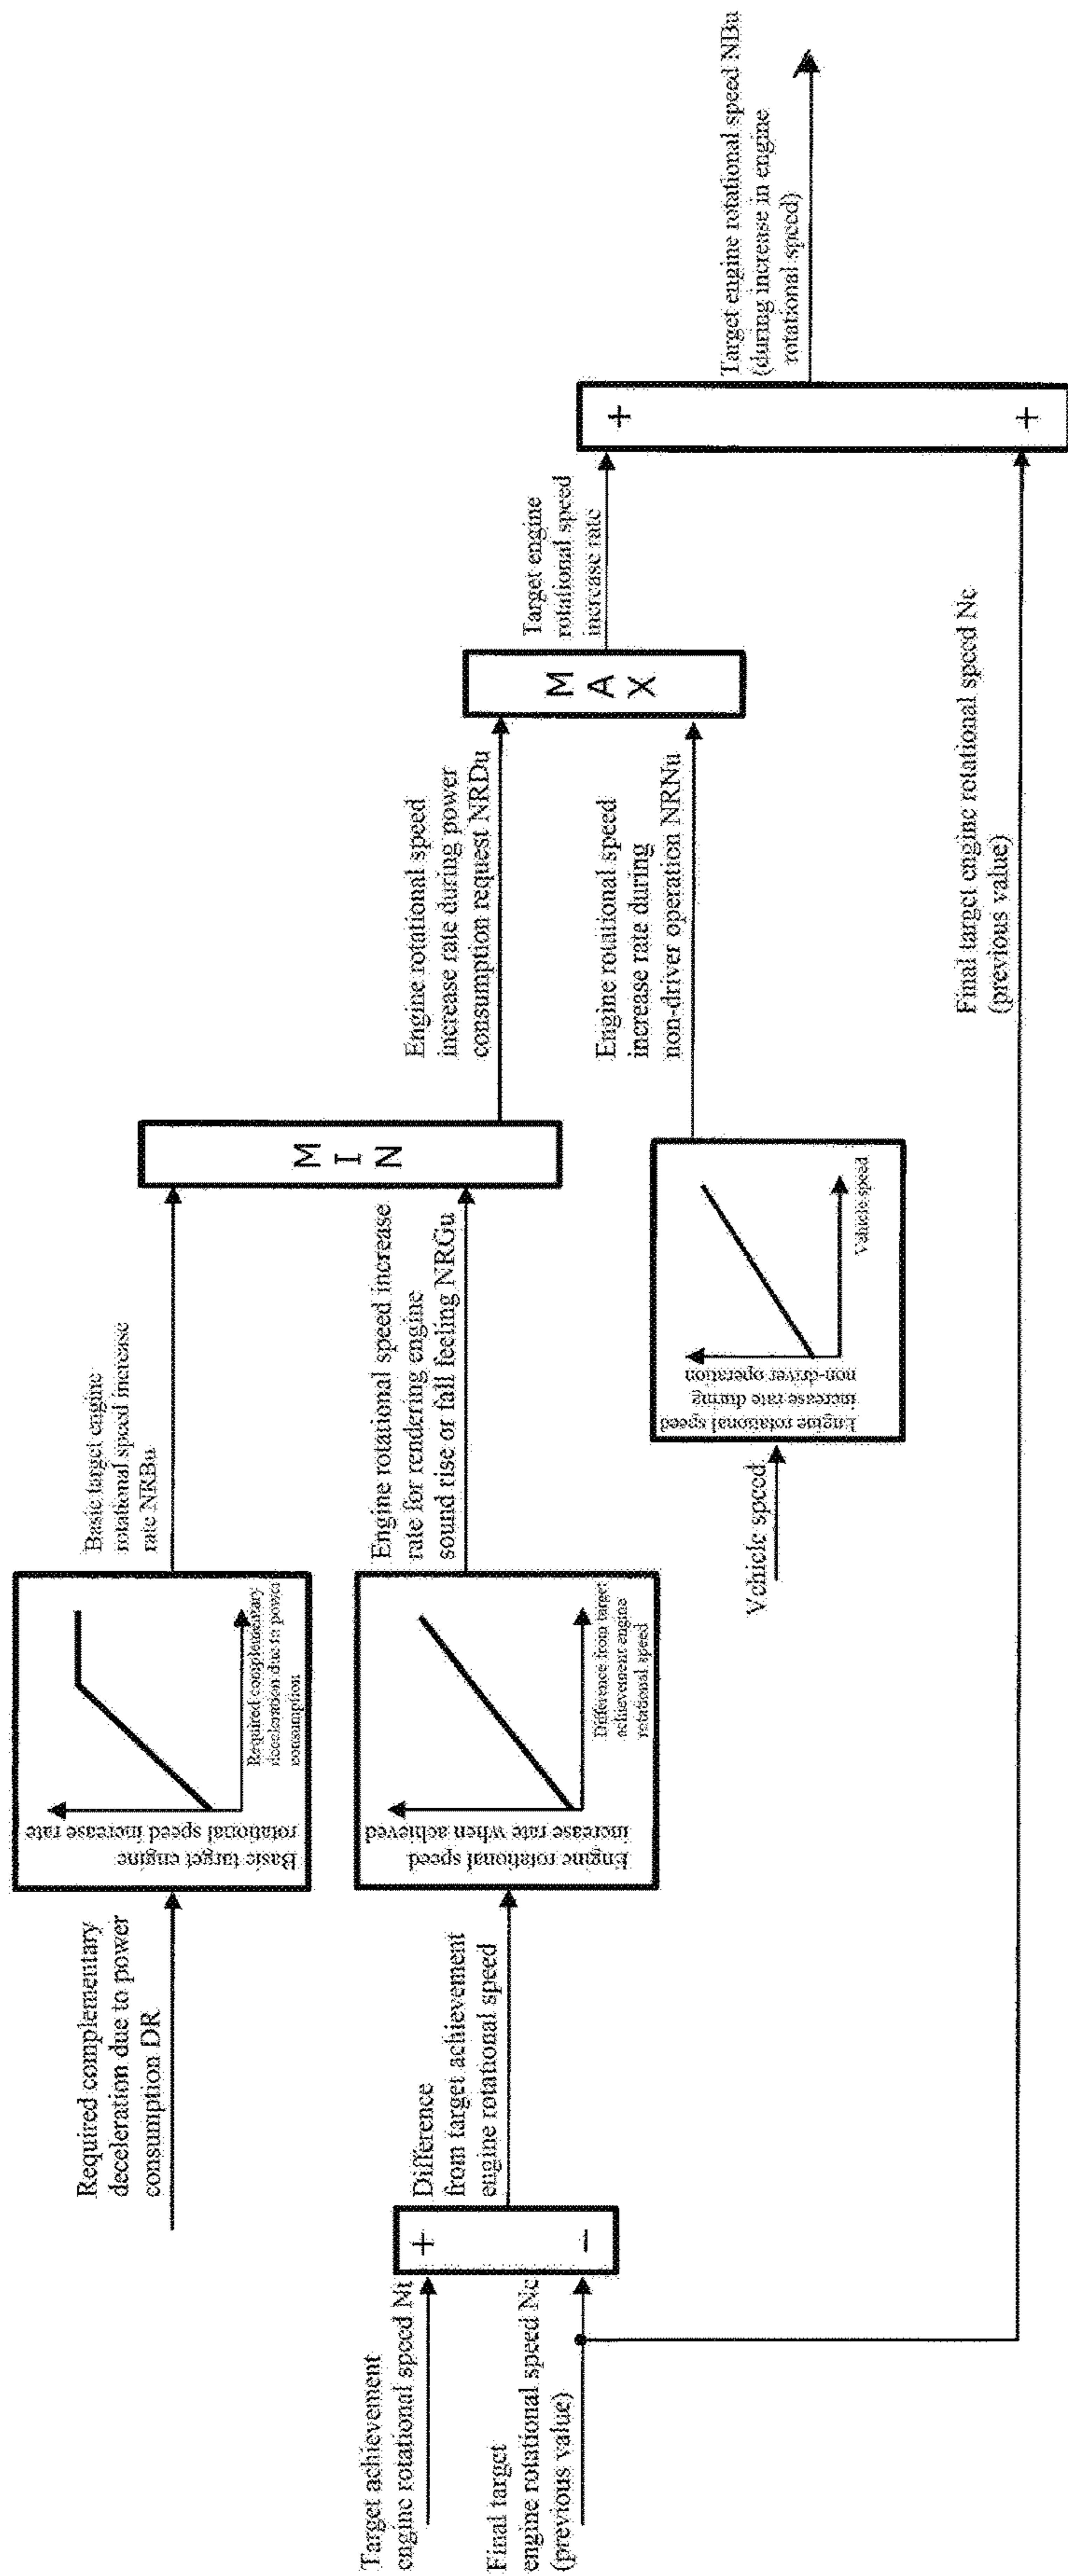 Required complementary
deceleration due to power
consumption DR
Basic target engine
rotational speed increase rate
Required complementary
deceleration due to power
consumption
Basic target engine
rotational speed increase
rate NRBu
Target achievement
engine rotational speed Nt
Final target
engine rotational speed Nc
(previous value)
+
−
Difference
from target achievement
engine rotational speed
Engine rotational speed
increase rate when achieved
Difference from target
achievement engine
rotational speed
Engine rotational speed increase
rate for rendering engine
sound rise or fall feeling NRGu
M
I
N
Vehicle speed
Engine rotational speed
increase rate during
non-driver operation
Vehicle speed
Engine rotational speed
increase rate during power
consumption request NRDu
Engine rotational speed
increase rate during
non-driver operation NRNu
M
A
X
Target engine
rotational speed
increase rate
Final target engine rotational speed Nc
(previous value)
+
+
Target engine rotational speed NBu
(during increase in engine
rotational speed)